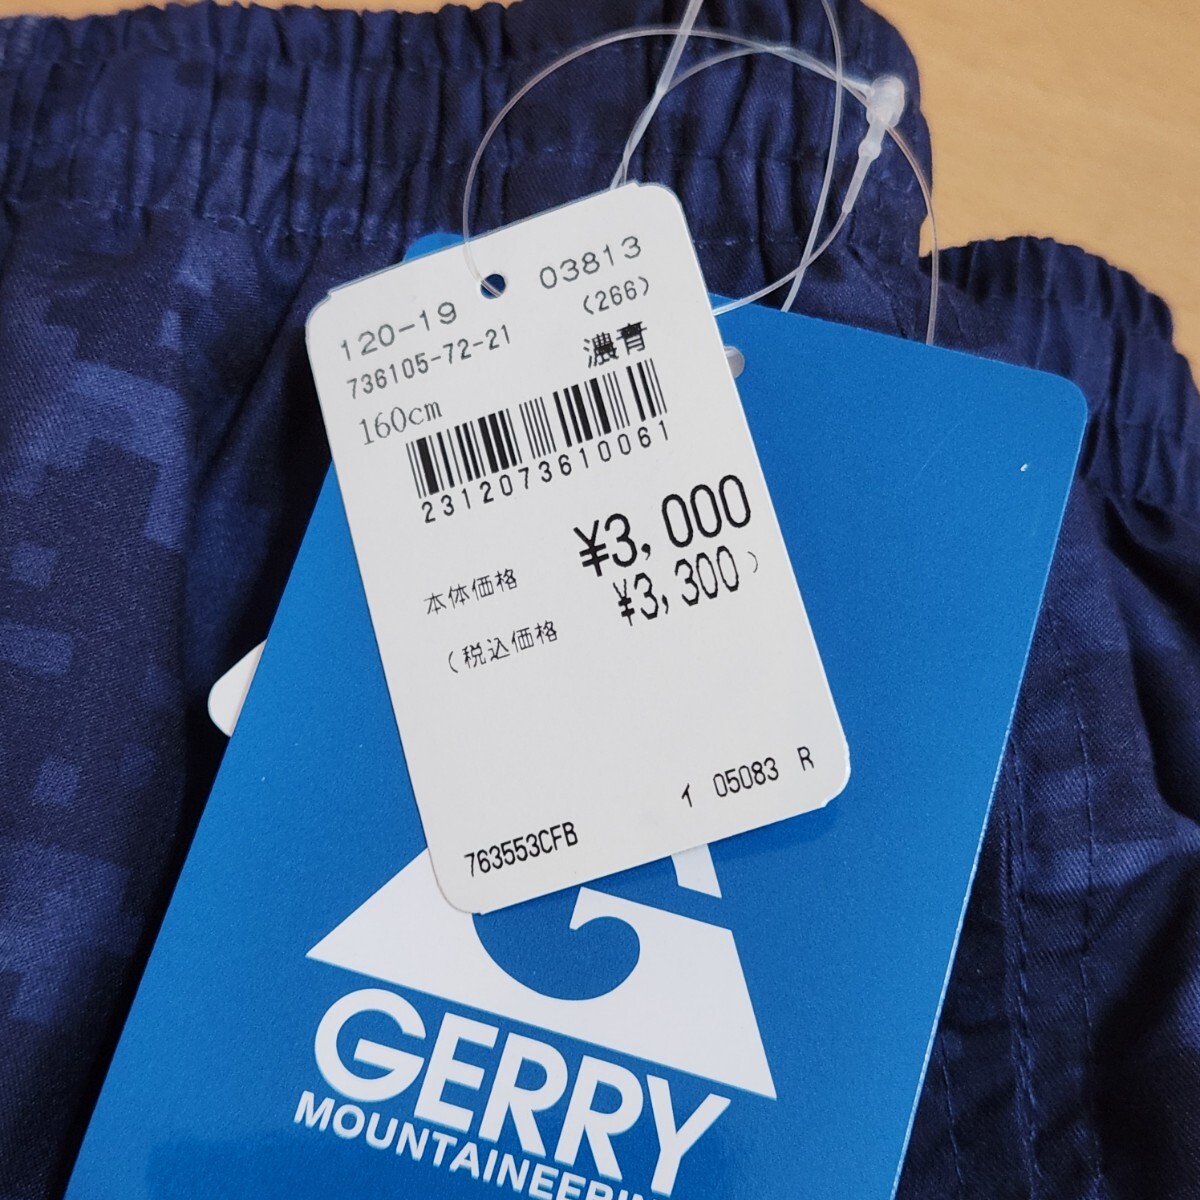 120-19 03813
736105-72-21 (266)
160cm 濃青
2312073610061
本体価格 ¥3,000
(税込価格 ¥3,300)
イ 05083 R
763553CFB
GERRY
MOUNTAINEERIN